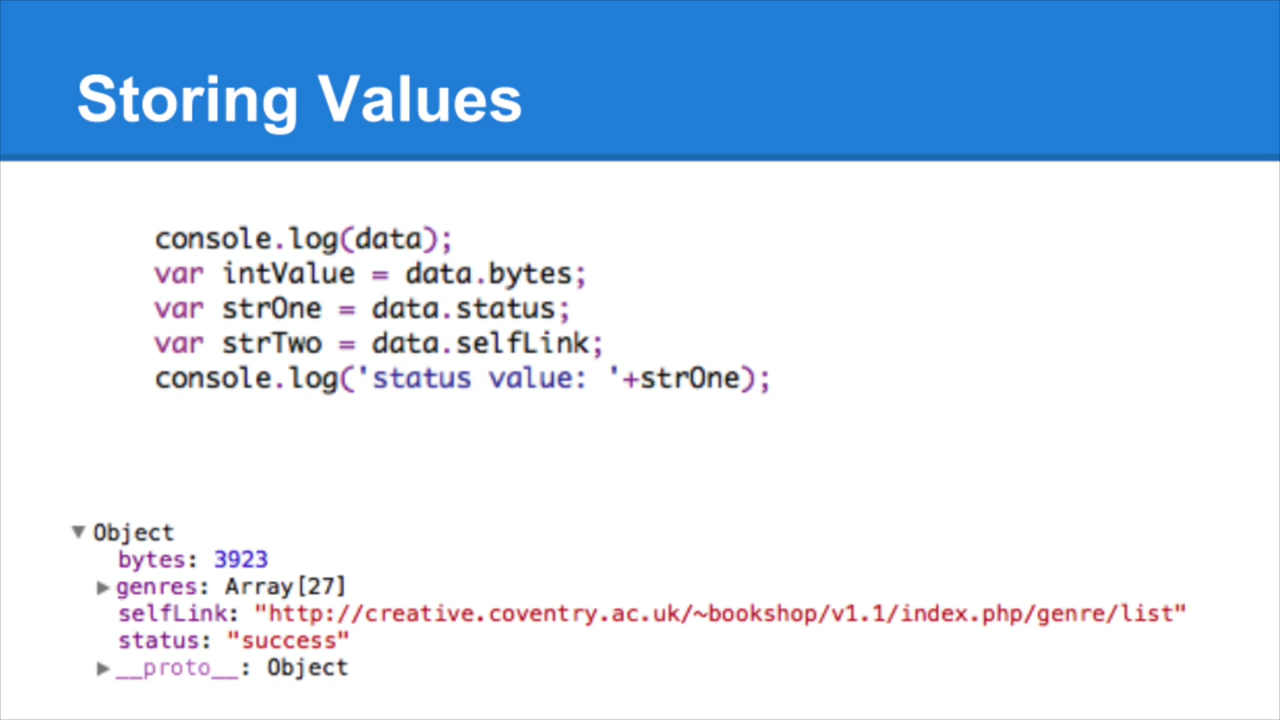 Storing Values
console.log(data);
var intValue = data.bytes;
var strOne = data.status;
var strTwo = data.selfLink;
console.log('status value: '+strOne);
▼ Object
bytes: 3923
▶ genres: Array[27]
selfLink: "http://creative.coventry.ac.uk/~bookshop/v1.1/index.php/genre/list"
status: "success"
▶ __proto__: Object